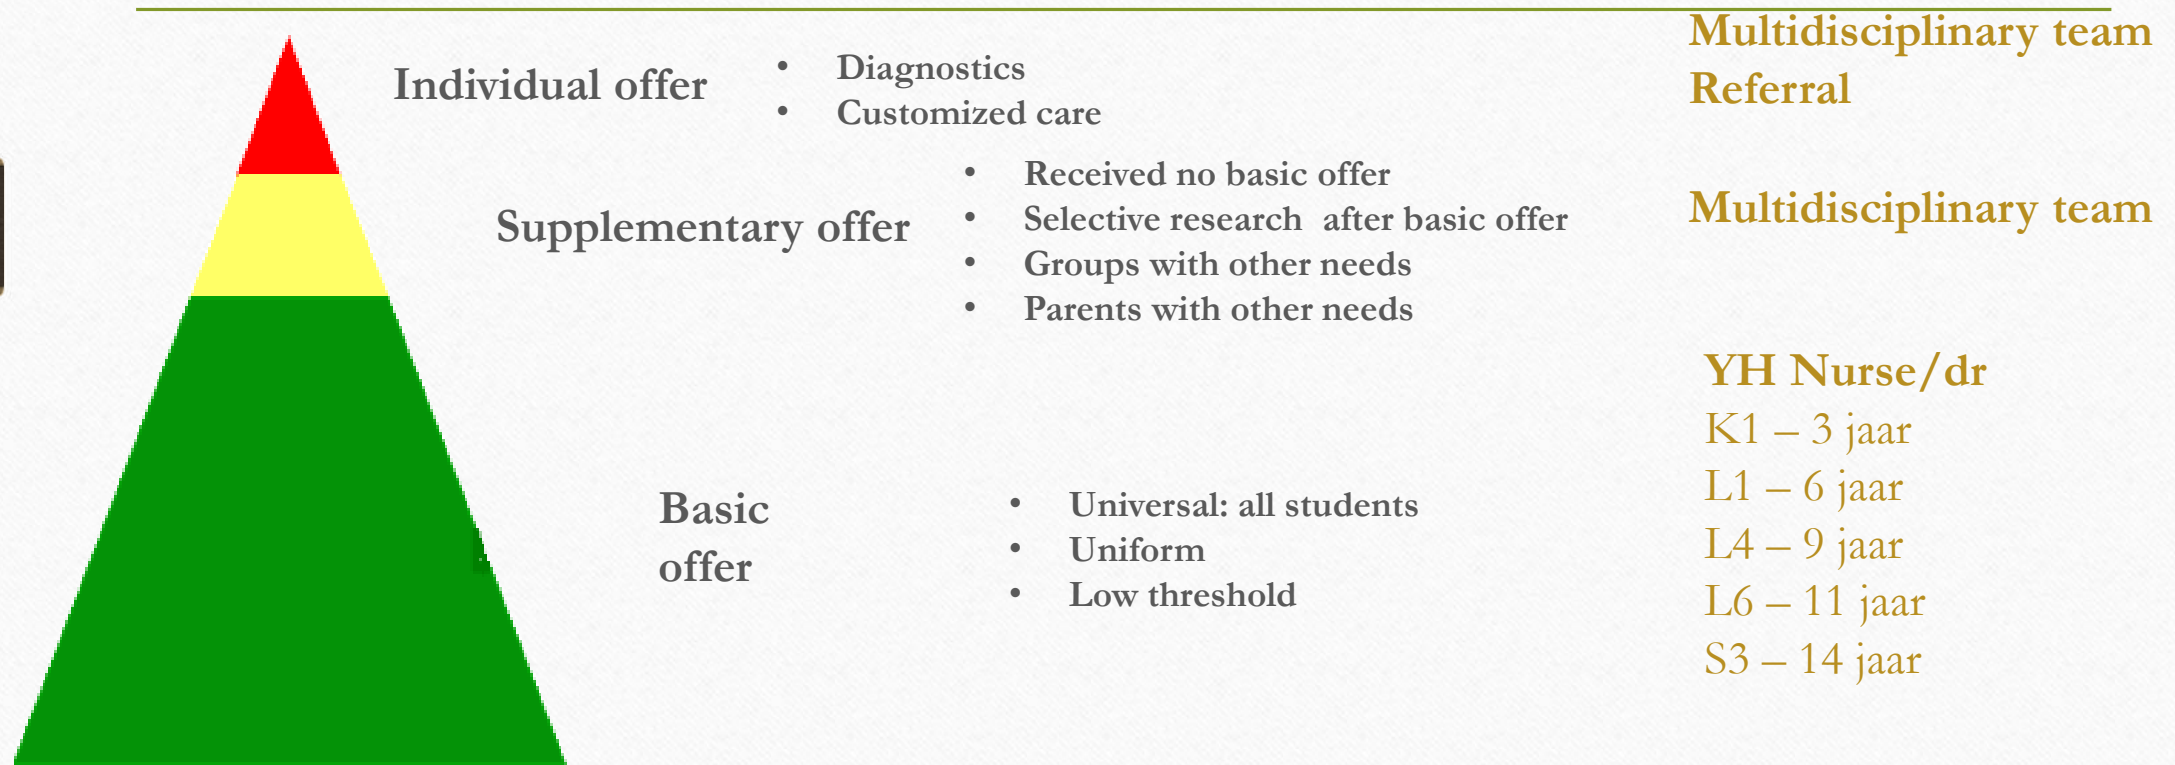 Individual offer
• Diagnostics
• Customized care
Multidisciplinary team
Referral
Supplementary offer
• Received no basic offer
• Selective research  after basic offer
• Groups with other needs
• Parents with other needs
Multidisciplinary team
Basic
offer
• Universal: all students
• Uniform
• Low threshold
YH Nurse/dr
K1 – 3 jaar
L1 – 6 jaar
L4 – 9 jaar
L6 – 11 jaar
S3 – 14 jaar